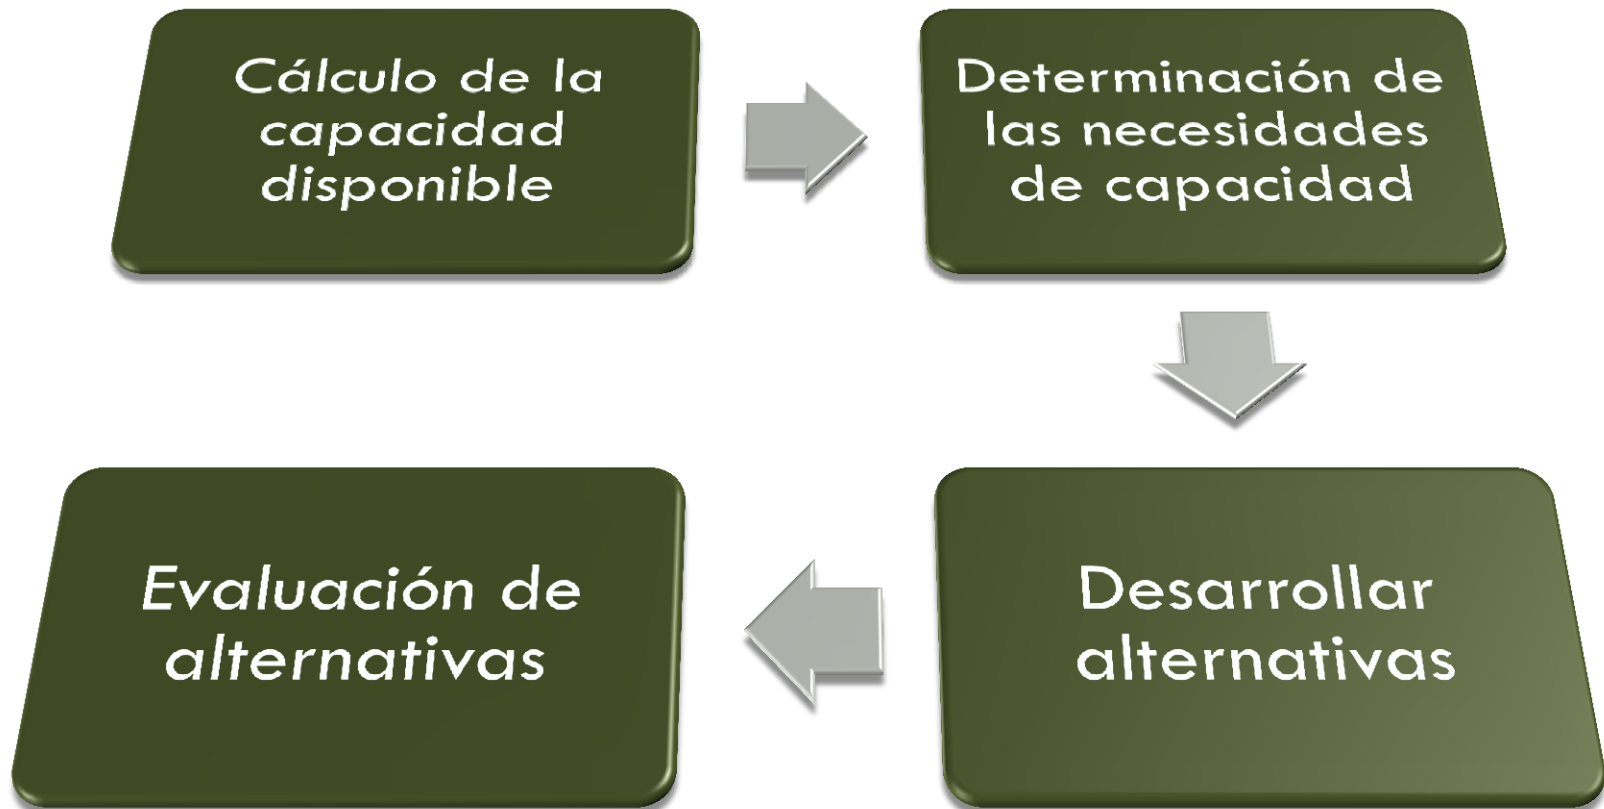 Cálculo de la
capacidad
disponible
Determinación de
las necesidades
de capacidad
Desarrollar
alternativas
Evaluación de
alternativas